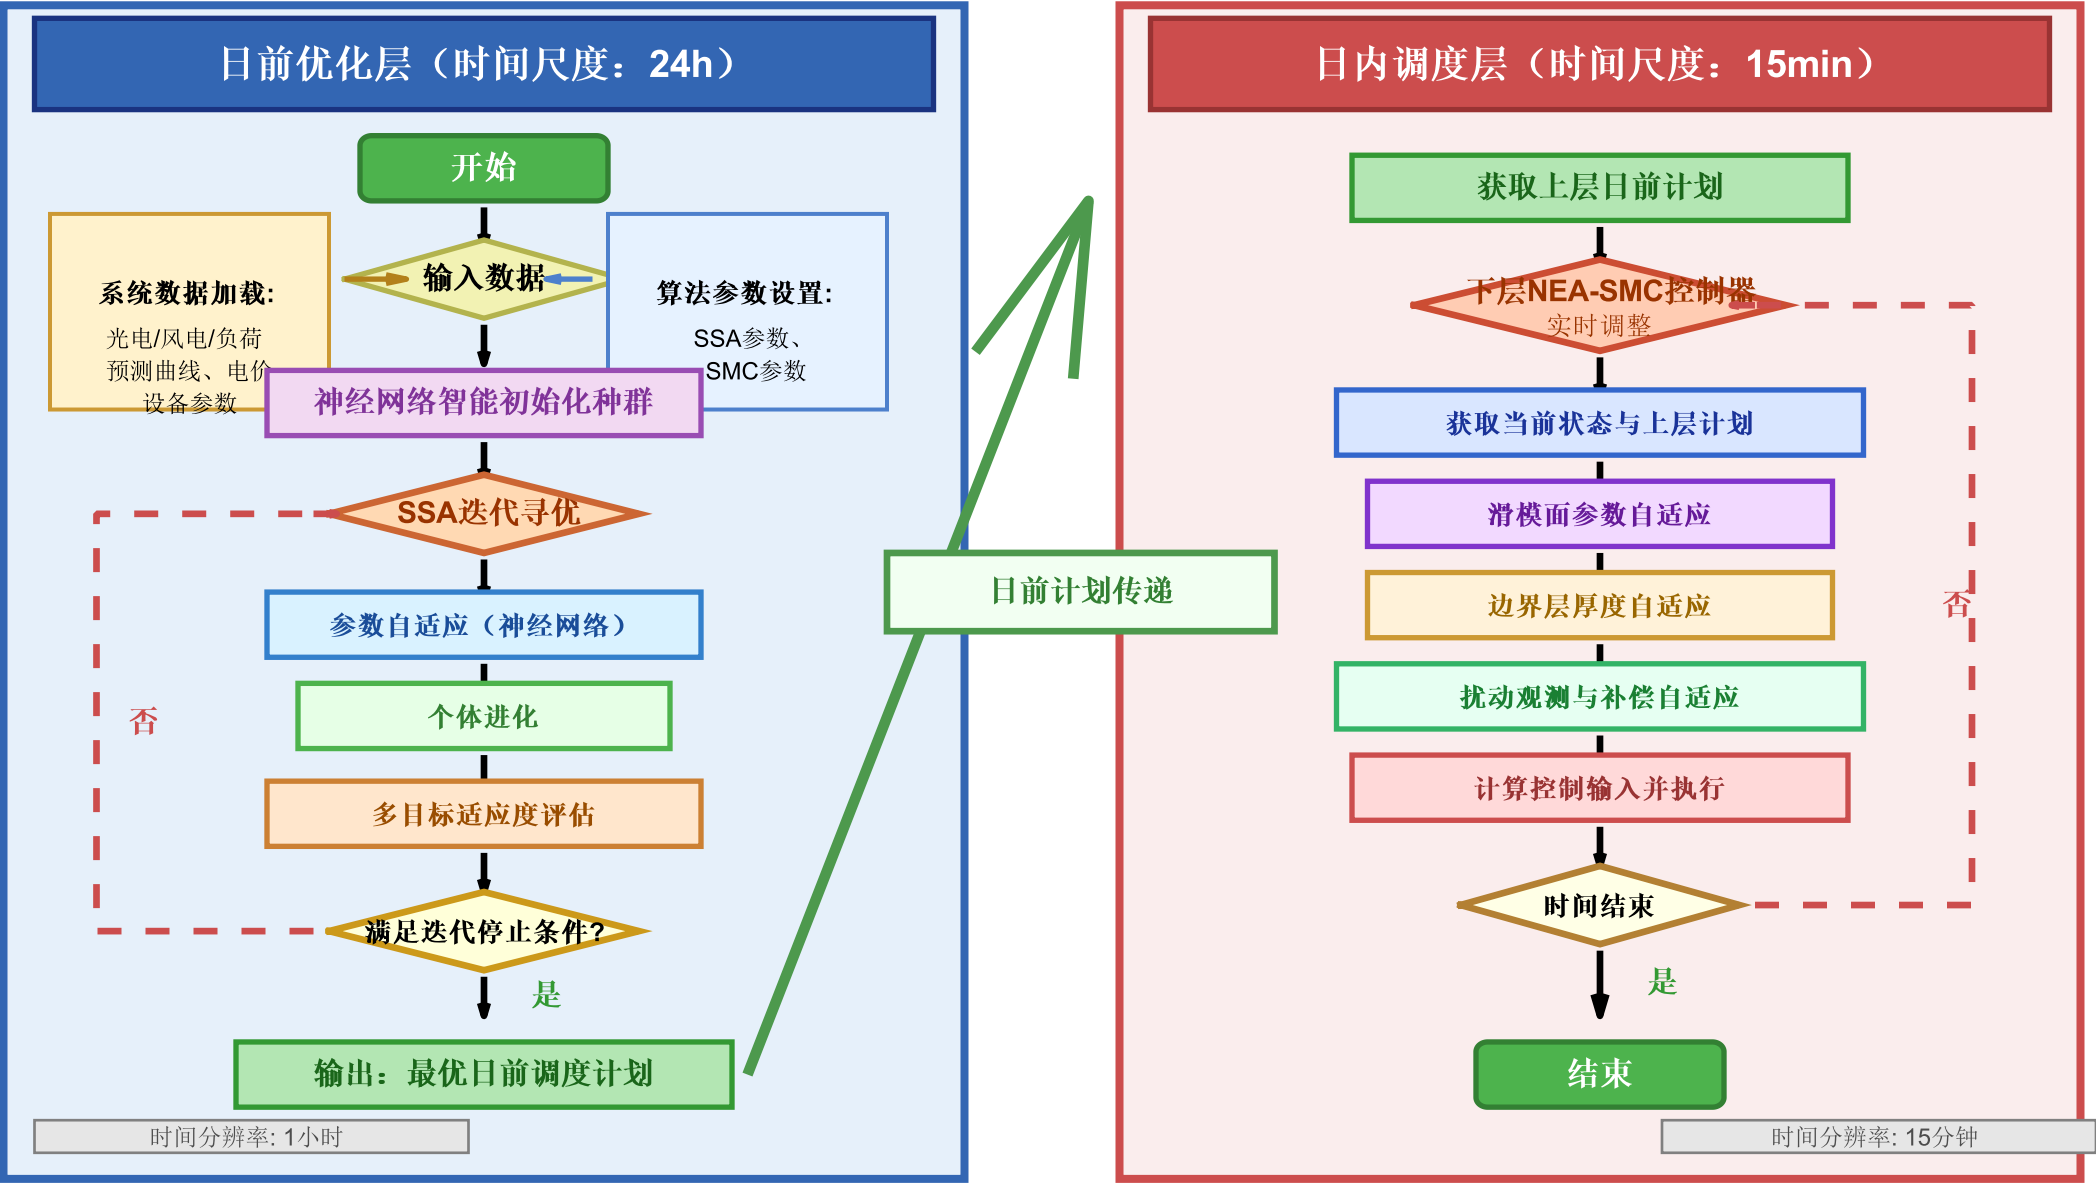 日前优化层（时间尺度：24h）
开始
输入数据
系统数据加载:
光电/风电/负荷
预测曲线、电价
设备参数
算法参数设置:
SSA参数、
SMC参数
神经网络智能初始化种群
SSA迭代寻优
参数自适应（神经网络）
个体进化
多目标适应度评估
满足迭代停止条件?
否
是
输出：最优日前调度计划
时间分辨率: 1小时
日前计划传递
日内调度层（时间尺度：15min）
获取上层日前计划
下层NEA-SMC控制器
实时调整
获取当前状态与上层计划
滑模面参数自适应
边界层厚度自适应
扰动观测与补偿自适应
计算控制输入并执行
时间结束
否
是
结束
时间分辨率: 15分钟